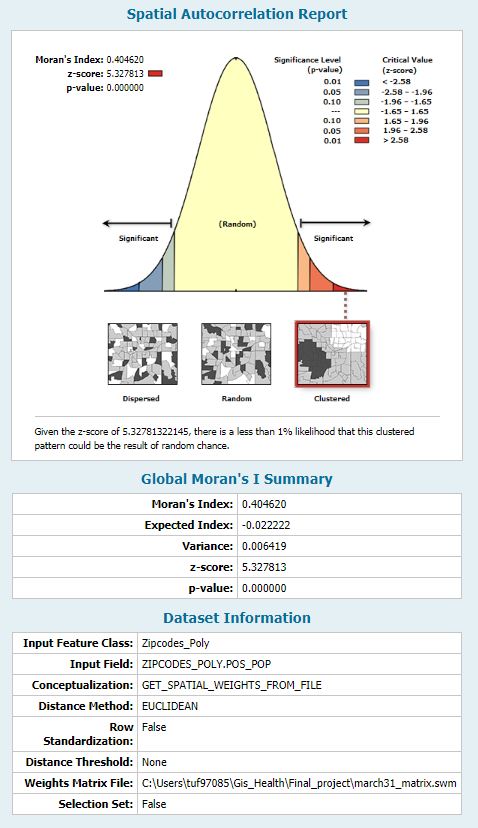 Spatial Autocorrelation Report
Moran's Index: 0.404620
z-score: 5.327813
p-value: 0.000000
Significance Level
(p-value)
Critical Value
(z-score)
0.01 < -2.58
0.05 -2.58 – -1.96
0.10 -1.96 – -1.65
--- -1.65 – 1.65
0.10 1.65 – 1.96
0.05 1.96 – 2.58
0.01 > 2.58
(Random)
Significant
Significant
Dispersed
Random
Clustered
Given the z-score of 5.32781322145, there is a less than 1% likelihood that this clustered
pattern could be the result of random chance.
Global Moran's I Summary
Moran's Index: 0.404620
Expected Index: -0.022222
Variance: 0.006419
z-score: 5.327813
p-value: 0.000000
Dataset Information
Input Feature Class: Zipcodes_Poly
Input Field: ZIPCODES_POLY.POS_POP
Conceptualization: GET_SPATIAL_WEIGHTS_FROM_FILE
Distance Method: EUCLIDEAN
Row
Standardization: False
Distance Threshold: None
Weights Matrix File: C:\Users\tuf97085\Gis_Health\Final_project\march31_matrix.swm
Selection Set: False